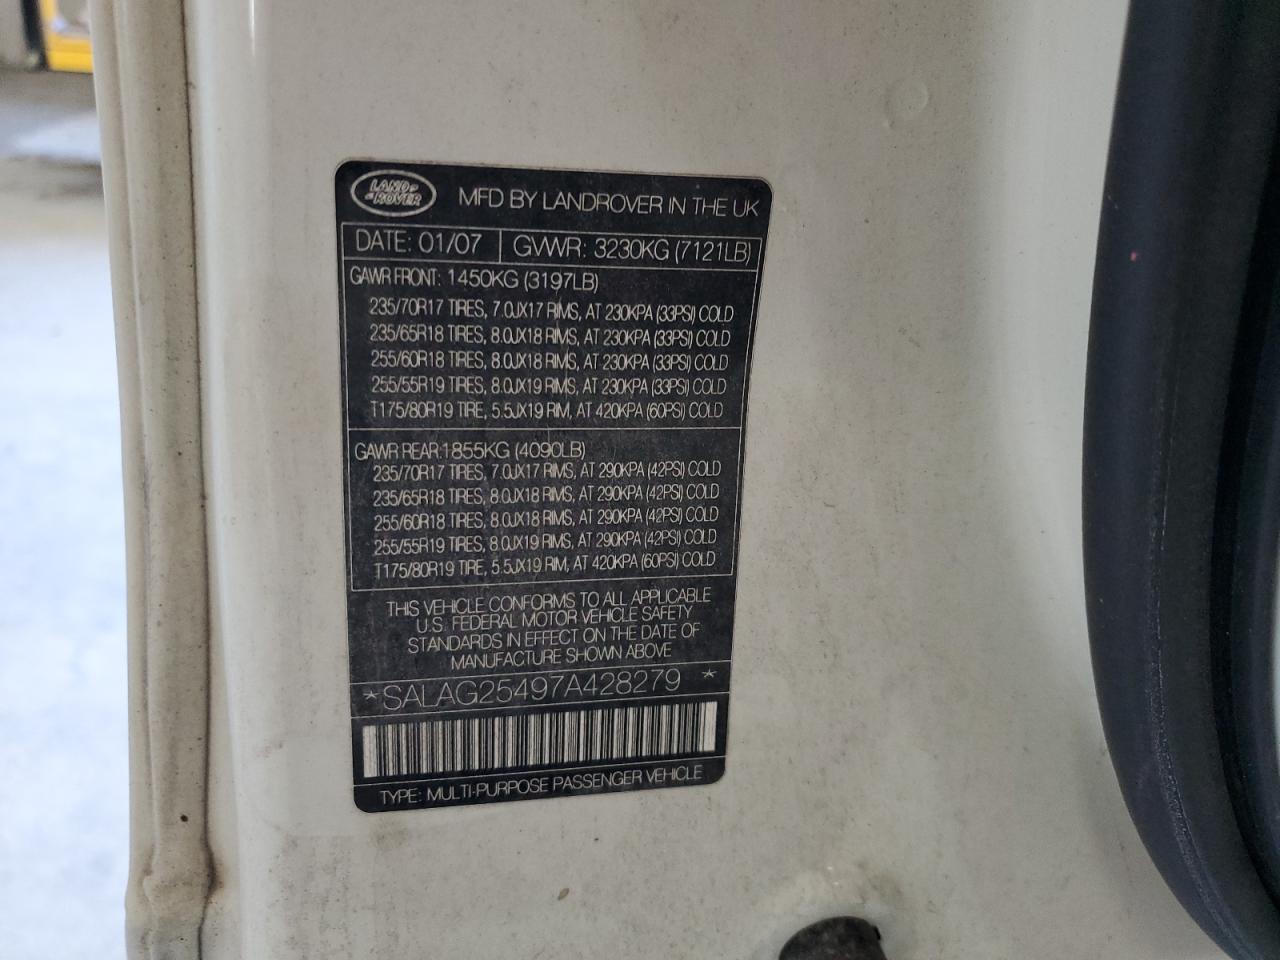 LAND-
-ROVER
MFD BY LANDROVER IN THE UK
DATE: 01/07 GVWR: 3230KG (7121LB)
GAWR FRONT: 1450KG (3197LB)
235/70R17 TIRES, 7.0JX17 RIMS, AT 230KPA (33PSI) COLD
235/65R18 TIRES, 8.0JX18 RIMS, AT 230KPA (33PSI) COLD
255/60R18 TIRES, 8.0JX18 RIMS, AT 230KPA (33PSI) COLD
255/55R19 TIRES, 8.0JX19 RIMS, AT 230KPA (33PSI) COLD
T175/80R19 TIRE, 5.5JX19 RIM, AT 420KPA (60PSI) COLD
GAWR REAR:1855KG (4090LB)
235/70R17 TIRES, 7.0JX17 RIMS, AT 290KPA (42PSI) COLD
235/65R18 TIRES, 8.0JX18 RIMS, AT 290KPA (42PSI) COLD
255/60R18 TIRES, 8.0JX18 RIMS, AT 290KPA (42PSI) COLD
255/55R19 TIRES, 8.0JX19 RIMS, AT 290KPA (42PSI) COLD
T175/80R19 TIRE, 5.5JX19 RIM, AT 420KPA (60PSI) COLD
THIS VEHICLE CONFORMS TO ALL APPLICABLE
U.S. FEDERAL MOTOR VEHICLE SAFETY
STANDARDS IN EFFECT ON THE DATE OF
MANUFACTURE SHOWN ABOVE
*SALAG25497A428279 *
TYPE: MULTI-PURPOSE PASSENGER VEHICLE